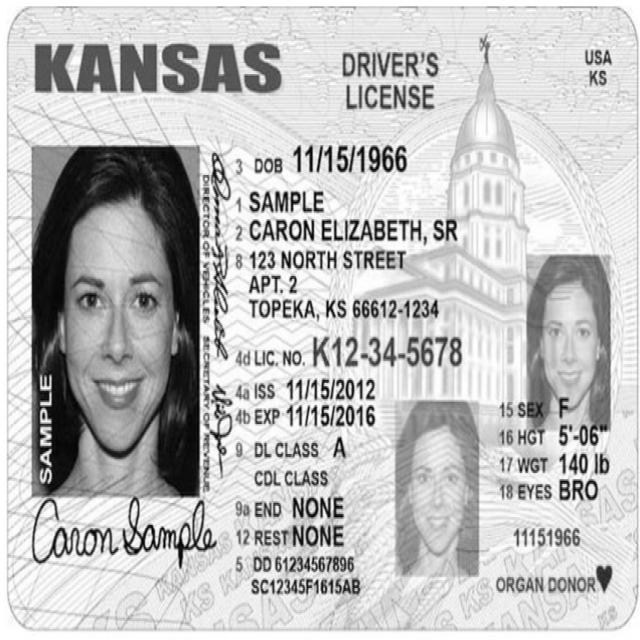 KANSAS
DRIVER'S
LICENSE
USA
KS
3 DOB 11/15/1966
1 SAMPLE
2 CARON ELIZABETH, SR
8 123 NORTH STREET
APT. 2
TOPEKA, KS 66612-1234
4d LIC. NO. K12-34-5678
4a ISS 11/15/2012
4b EXP 11/15/2016
9 DL CLASS A
CDL CLASS
9a END NONE
12 REST NONE
5 DD 61234567896
SC12345F1615AB
15 SEX F
16 HGT 5'-06"
17 WGT 140 lb
18 EYES BRO
11151966
ORGAN DONOR
SAMPLE
Caron Sample
DIRECTOR OF VEHICLES
SECRETARY OF REVENUE